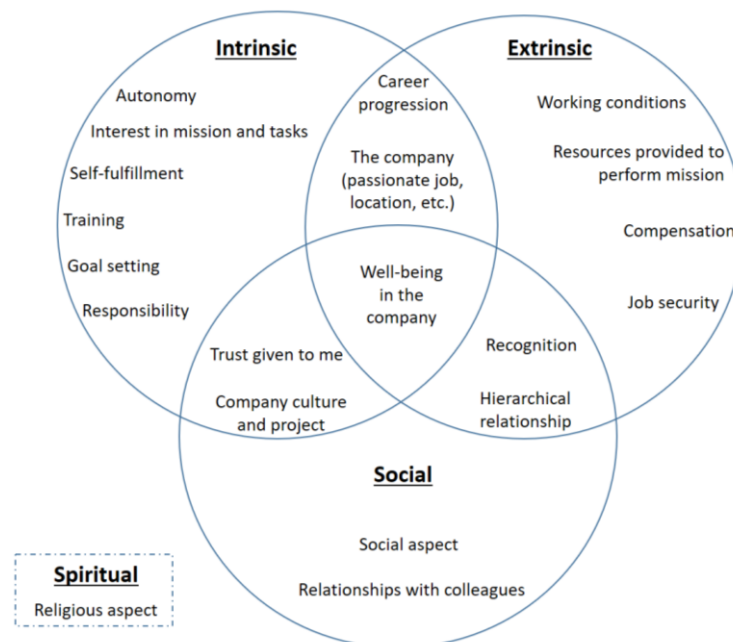 Intrinsic
Extrinsic
Autonomy
Interest in mission and tasks
Self-fulfillment
Training
Goal setting
Responsibility
Career
progression
The company
(passionate job,
location, etc.)
Working conditions
Resources provided to
perform mission
Compensation
Job security
Well-being
in the
company
Trust given to me
Company culture
and project
Recognition
Hierarchical
relationship
Social
Social aspect
Relationships with colleagues
Spiritual
Religious aspect